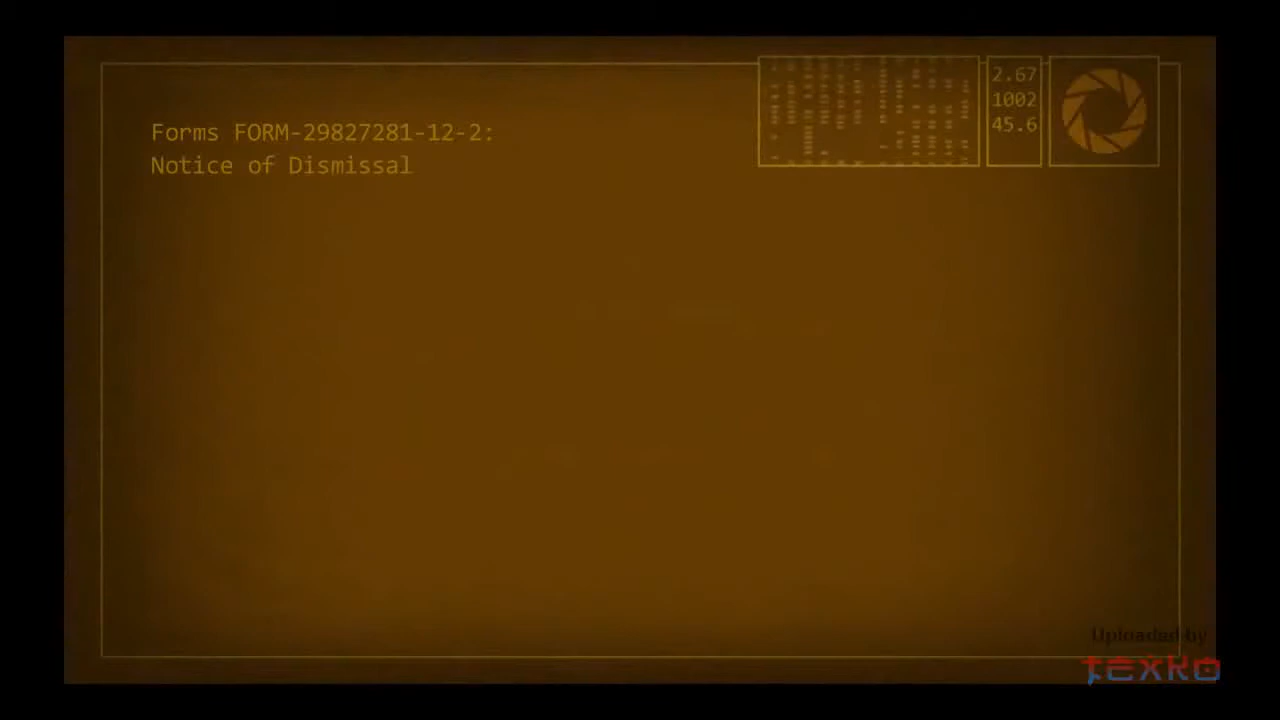 Forms FORM-29827281-12-2:
Notice of Dismissal
2.67
1002
45.6
Uploaded by
texko